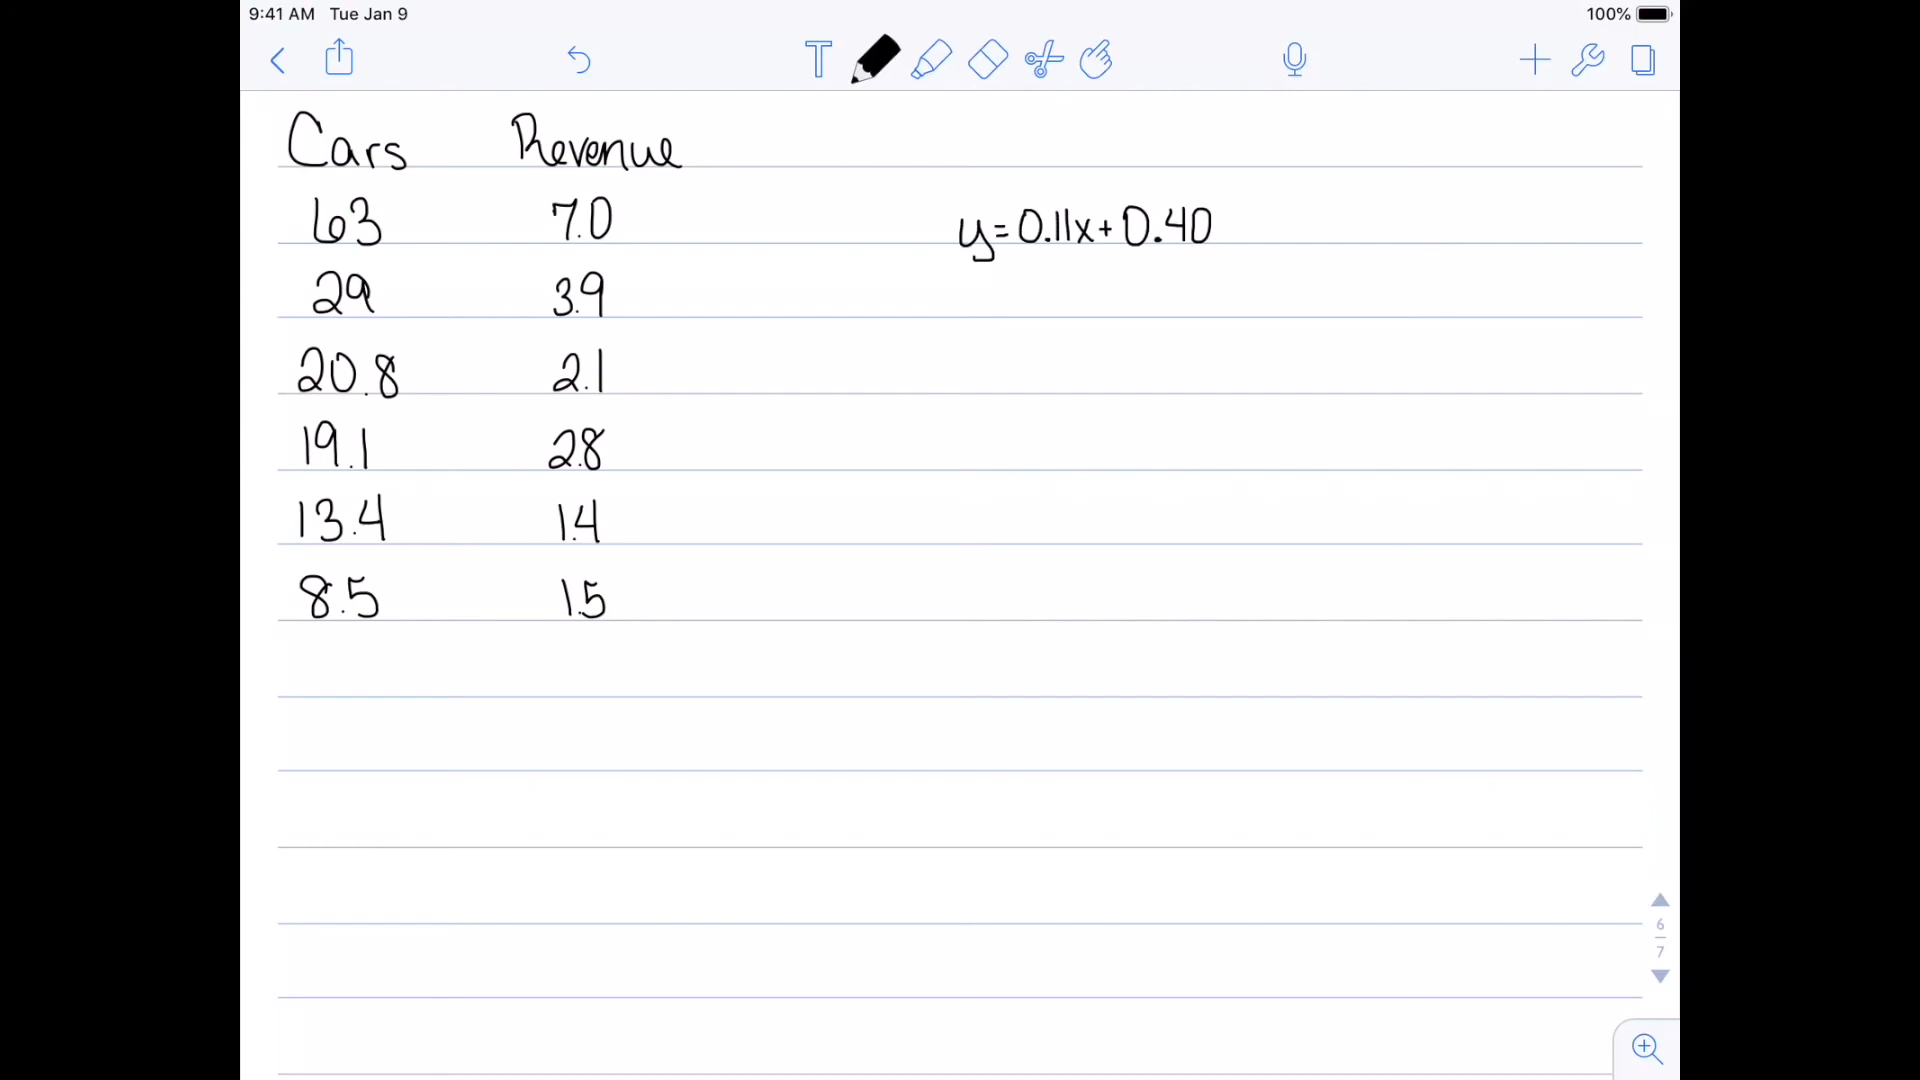 9:41 AM Tue Jan 9 100%
Cars Revenue
63 7.0 y=0.11x+0.40
29 3.9
20.8 2.1
19.1 2.8
13.4 1.4
8.5 1.5
6
7